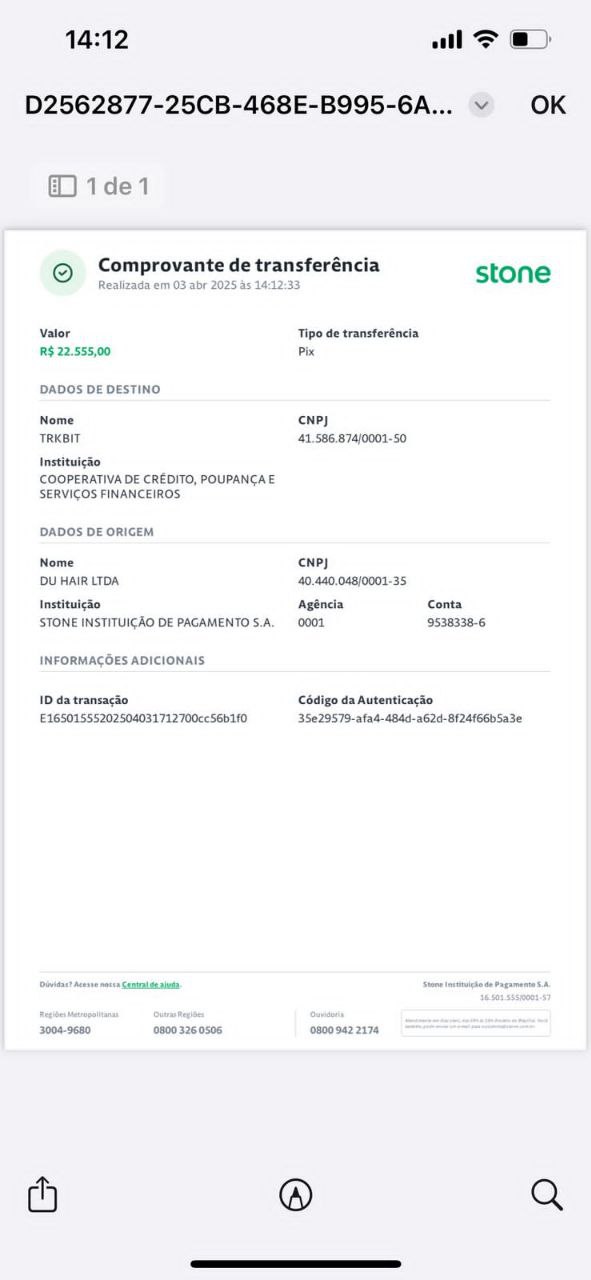 14:12
D2562877-25CB-468E-B995-6A...
OK
1 de 1
Comprovante de transferência
Realizada em 03 abr 2025 às 14:12:33
stone
Valor
R$ 22.555,00
Tipo de transferência
Pix
DADOS DE DESTINO
Nome
TRKBIT
CNPJ
41.586.874/0001-50
Instituição
COOPERATIVA DE CRÉDITO, POUPANÇA E
SERVIÇOS FINANCEIROS
DADOS DE ORIGEM
Nome
DU HAIR LTDA
CNPJ
40.440.048/0001-35
Instituição
STONE INSTITUIÇÃO DE PAGAMENTO S.A.
Agência
0001
Conta
9538338-6
INFORMAÇÕES ADICIONAIS
ID da transação
E16501555202504031712700cc56b1f0
Código da Autenticação
35e29579-afa4-484d-a62d-8f24f66b5a3e
Dúvidas? Acesse nossa Central de ajuda.
Stone Instituição de Pagamento S.A.
16.501.555/0001-57
Regiões Metropolitanas
3004-9680
Outras Regiões
0800 326 0506
Ouvidoria
0800 942 2174